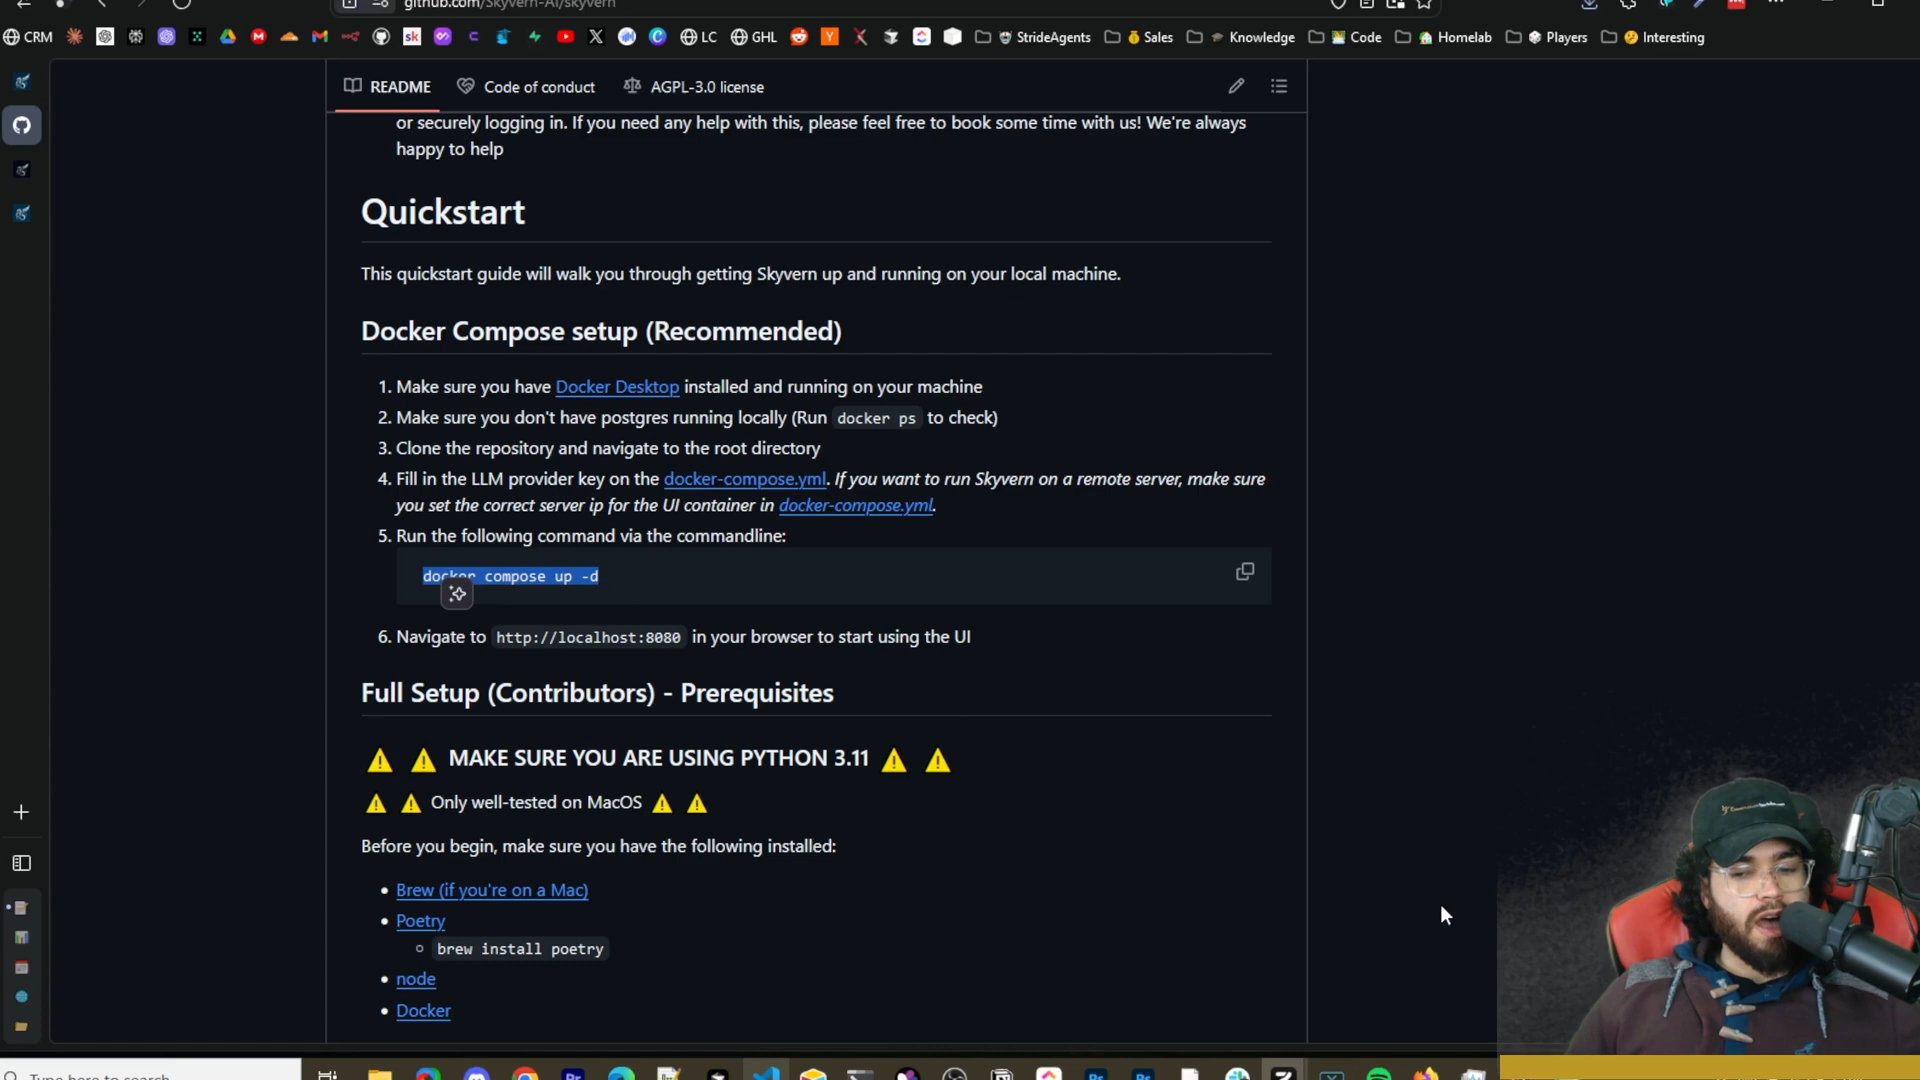 github.com/Skyvern-AI/skyvern
CRM
sk
LC
GHL
StrideAgents
Sales
Knowledge
Code
Homelab
Players
Interesting
README
Code of conduct
AGPL-3.0 license
or securely logging in. If you need any help with this, please feel free to book some time with us! We're always
happy to help
Quickstart
This quickstart guide will walk you through getting Skyvern up and running on your local machine.
Docker Compose setup (Recommended)
1. Make sure you have Docker Desktop installed and running on your machine
2. Make sure you don't have postgres running locally (Run docker ps to check)
3. Clone the repository and navigate to the root directory
4. Fill in the LLM provider key on the docker-compose.yml. If you want to run Skyvern on a remote server, make sure
you set the correct server ip for the UI container in docker-compose.yml.
5. Run the following command via the commandline:
docker compose up -d
6. Navigate to http://localhost:8080 in your browser to start using the UI
Full Setup (Contributors) - Prerequisites
⚠️ ⚠️ MAKE SURE YOU ARE USING PYTHON 3.11 ⚠️ ⚠️
⚠️ ⚠️ Only well-tested on MacOS ⚠️ ⚠️
Before you begin, make sure you have the following installed:
• Brew (if you're on a Mac)
• Poetry
◦ brew install poetry
• node
• Docker
Type here to search